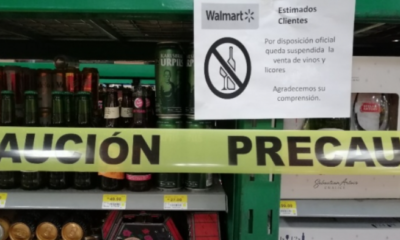 Walmart
Estimados
Clientes
Por disposición oficial
queda suspendida la
venta de vinos y
licores.
Agradecemos su
comprensión.
AUCIÓN PRECAU